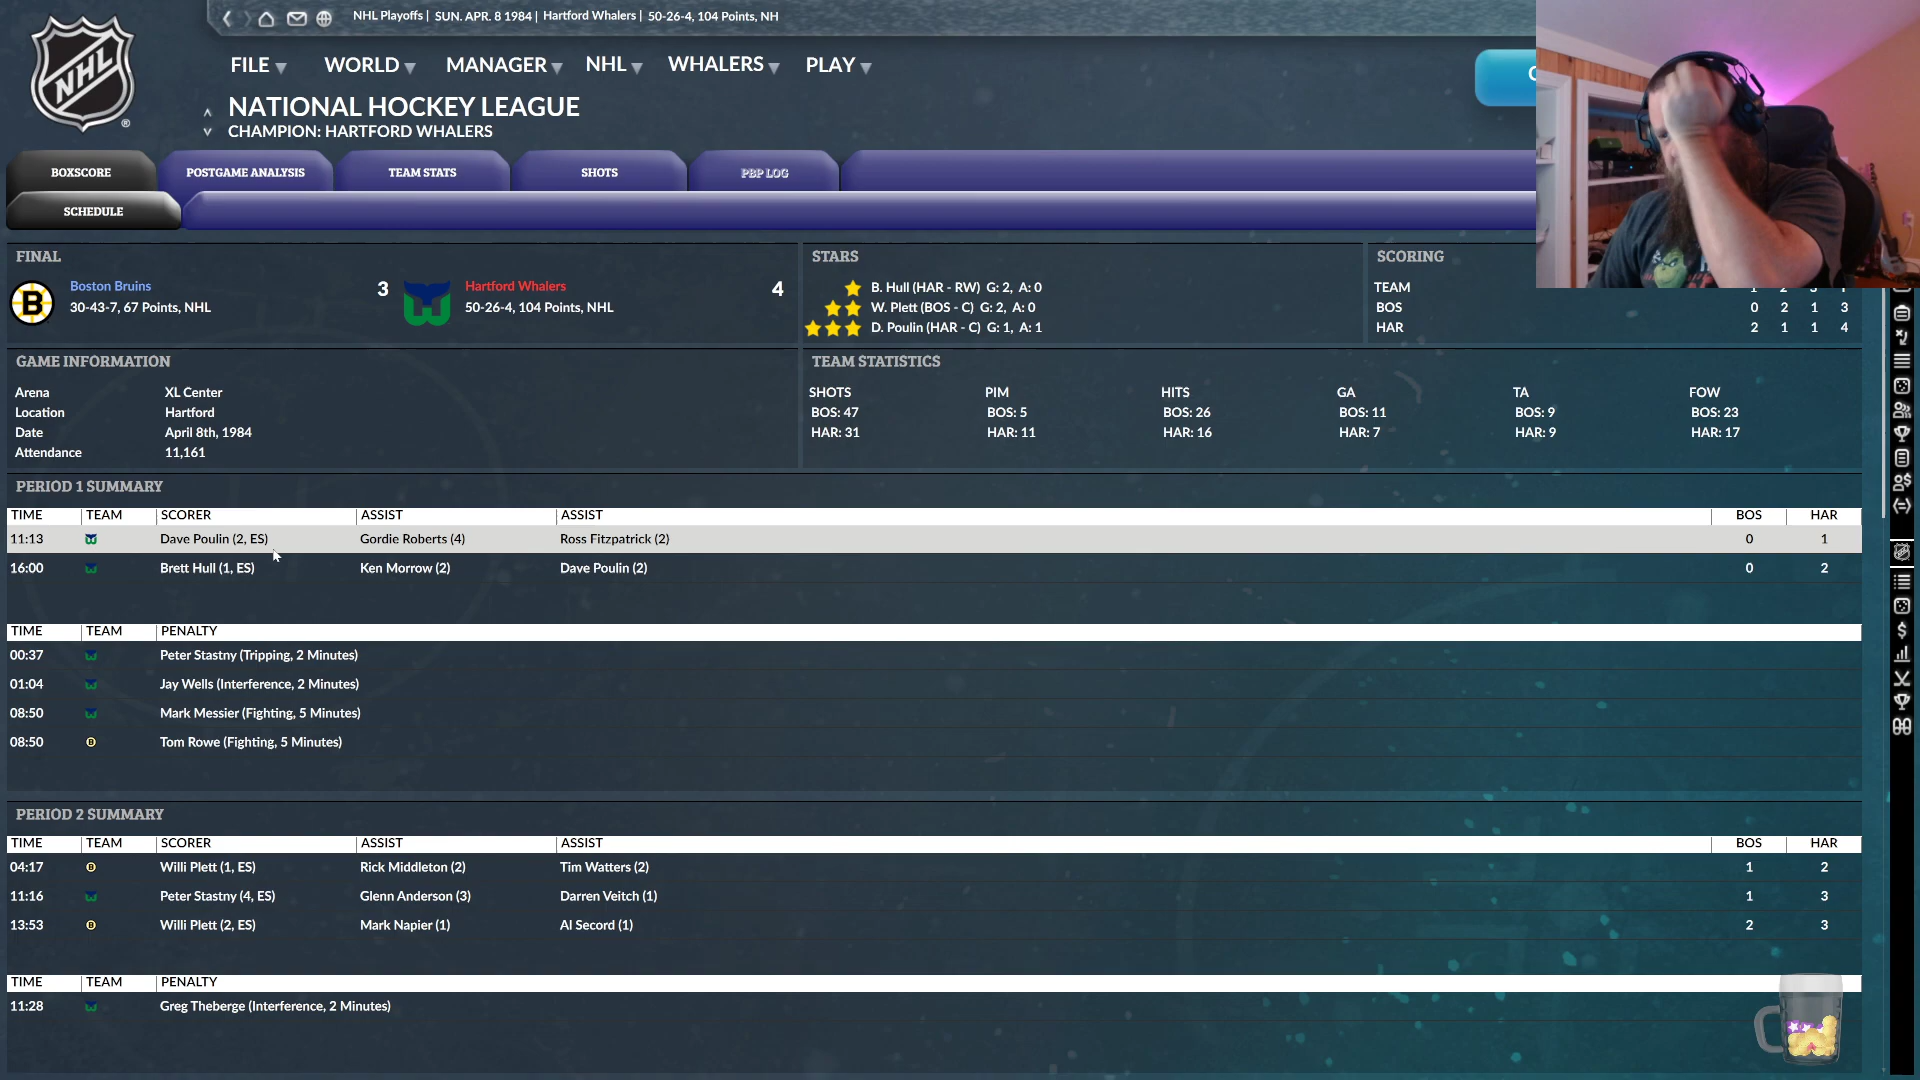 NHL Playoffs | SUN. APR. 8 1984 | Hartford Whalers | 50-26-4, 104 Points, NH
NHL
FILE WORLD MANAGER NHL WHALERS PLAY
NATIONAL HOCKEY LEAGUE
CHAMPION: HARTFORD WHALERS
BOXSCORE POSTGAME ANALYSIS TEAM STATS SHOTS PBP LOG
SCHEDULE
FINAL
B
Boston Bruins 3
30-43-7, 67 Points, NHL
Hartford Whalers 4
50-26-4, 104 Points, NHL
STARS
B. Hull (HAR - RW) G: 2, A: 0
W. Plett (BOS - C) G: 2, A: 0
D. Poulin (HAR - C) G: 1, A: 1
SCORING
TEAM
BOS 0 2 1 3
HAR 2 1 1 4
GAME INFORMATION
Arena XL Center
Location Hartford
Date April 8th, 1984
Attendance 11,161
TEAM STATISTICS
SHOTS PIM HITS GA TA FOW
BOS: 47 BOS: 5 BOS: 26 BOS: 11 BOS: 9 BOS: 23
HAR: 31 HAR: 11 HAR: 16 HAR: 7 HAR: 9 HAR: 17
PERIOD 1 SUMMARY
TIME TEAM SCORER ASSIST ASSIST BOS HAR
11:13 Dave Poulin (2, ES) Gordie Roberts (4) Ross Fitzpatrick (2) 0 1
16:00 Brett Hull (1, ES) Ken Morrow (2) Dave Poulin (2) 0 2
TIME TEAM PENALTY
00:37 Peter Stastny (Tripping, 2 Minutes)
01:04 Jay Wells (Interference, 2 Minutes)
08:50 Mark Messier (Fighting, 5 Minutes)
08:50 Tom Rowe (Fighting, 5 Minutes)
PERIOD 2 SUMMARY
TIME TEAM SCORER ASSIST ASSIST BOS HAR
04:17 Willi Plett (1, ES) Rick Middleton (2) Tim Watters (2) 1 2
11:16 Peter Stastny (4, ES) Glenn Anderson (3) Darren Veitch (1) 1 3
13:53 Willi Plett (2, ES) Mark Napier (1) Al Secord (1) 2 3
TIME TEAM PENALTY
11:28 Greg Theberge (Interference, 2 Minutes)